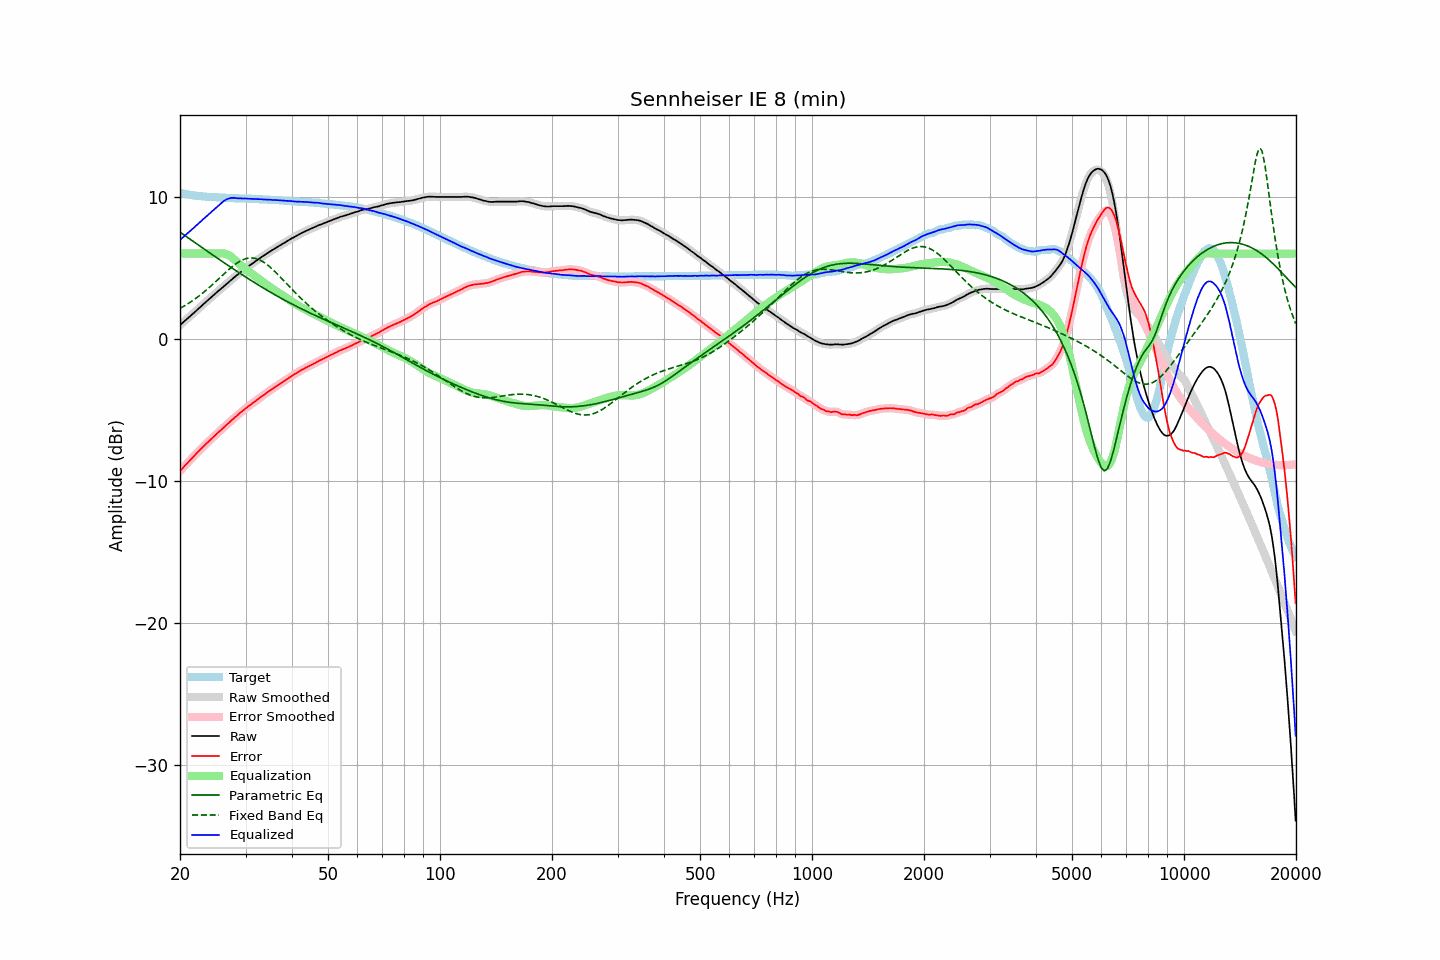 Sennheiser IE 8 (min)
10
0
−10
−20
−30
Amplitude (dBr)
Target
Raw Smoothed
Error Smoothed
Raw
Error
Equalization
Parametric Eq
Fixed Band Eq
Equalized
20 50 100 200 500 1000 2000 5000 10000 20000
Frequency (Hz)